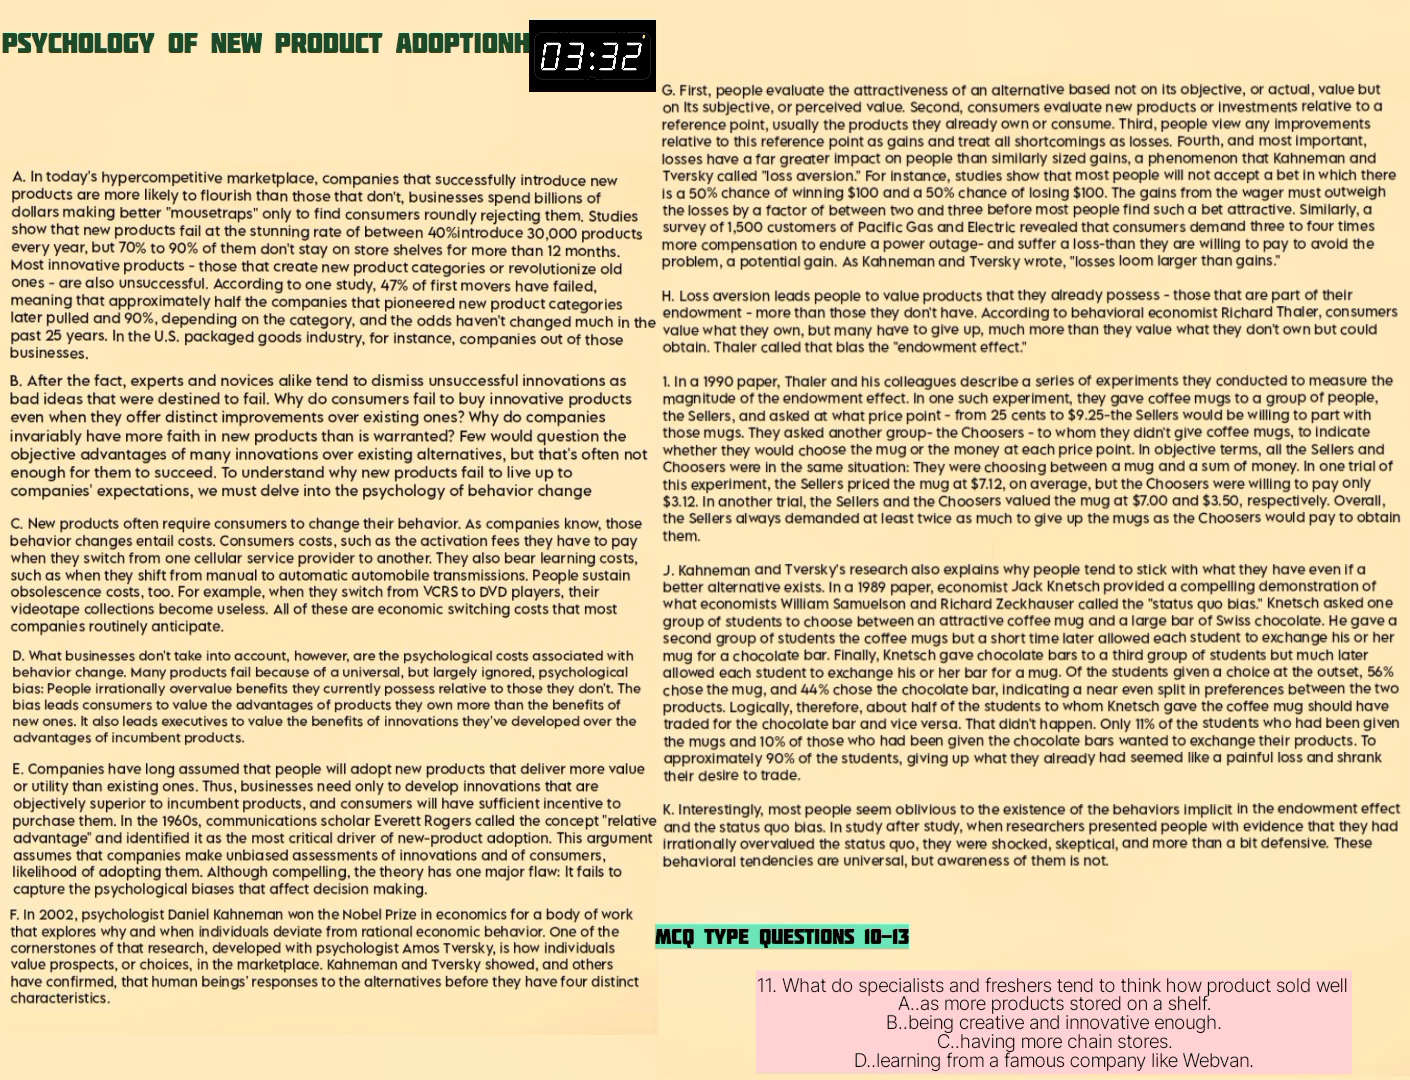 PSYCHOLOGY OF NEW PRODUCT ADOPTIONH
03:32
A. In today's hypercompetitive marketplace, companies that successfully introduce new
products are more likely to flourish than those that don't, businesses spend billions of
dollars making better "mousetraps" only to find consumers roundly rejecting them. Studies
show that new products fail at the stunning rate of between 40%introduce 30,000 products
every year, but 70% to 90% of them don't stay on store shelves for more than 12 months.
Most innovative products - those that create new product categories or revolutionize old
ones - are also unsuccessful. According to one study, 47% of first movers have failed,
meaning that approximately half the companies that pioneered new product categories
later pulled and 90%, depending on the category, and the odds haven't changed much in the
past 25 years. In the U.S. packaged goods industry, for instance, companies out of those
businesses.
B. After the fact, experts and novices alike tend to dismiss unsuccessful innovations as
bad ideas that were destined to fail. Why do consumers fail to buy innovative products
even when they offer distinct improvements over existing ones? Why do companies
invariably have more faith in new products than is warranted? Few would question the
objective advantages of many innovations over existing alternatives, but that's often not
enough for them to succeed. To understand why new products fail to live up to
companies' expectations, we must delve into the psychology of behavior change
C. New products often require consumers to change their behavior. As companies know, those
behavior changes entail costs. Consumers costs, such as the activation fees they have to pay
when they switch from one cellular service provider to another. They also bear learning costs,
such as when they shift from manual to automatic automobile transmissions. People sustain
obsolescence costs, too. For example, when they switch from VCRS to DVD players, their
videotape collections become useless. All of these are economic switching costs that most
companies routinely anticipate.
D. What businesses don't take into account, however, are the psychological costs associated with
behavior change. Many products fail because of a universal, but largely ignored, psychological
bias: People irrationally overvalue benefits they currently possess relative to those they don't. The
bias leads consumers to value the advantages of products they own more than the benefits of
new ones. It also leads executives to value the benefits of innovations they've developed over the
advantages of incumbent products.
E. Companies have long assumed that people will adopt new products that deliver more value
or utility than existing ones. Thus, businesses need only to develop innovations that are
objectively superior to incumbent products, and consumers will have sufficient incentive to
purchase them. In the 1960s, communications scholar Everett Rogers called the concept "relative
advantage" and identified it as the most critical driver of new-product adoption. This argument
assumes that companies make unbiased assessments of innovations and of consumers,
likelihood of adopting them. Although compelling, the theory has one major flaw: It fails to
capture the psychological biases that affect decision making.
F. In 2002, psychologist Daniel Kahneman won the Nobel Prize in economics for a body of work
that explores why and when individuals deviate from rational economic behavior. One of the
cornerstones of that research, developed with psychologist Amos Tversky, is how individuals
value prospects, or choices, in the marketplace. Kahneman and Tversky showed, and others
have confirmed, that human beings' responses to the alternatives before they have four distinct
characteristics.
G. First, people evaluate the attractiveness of an alternative based not on its objective, or actual, value but
on Its subjective, or perceived value. Second, consumers evaluate new products or Investments relative to a
reference point, usually the products they already own or consume. Third, people view any improvements
relative to this reference point as gains and treat all shortcomings as losses. Fourth, and most important,
losses have a far greater impact on people than similarly sized gains, a phenomenon that Kahneman and
Tversky called "loss aversion." For instance, studies show that most people will not accept a bet in which there
is a 50% chance of winning $100 and a 50% chance of losing $100. The gains from the wager must outweigh
the losses by a factor of between two and three before most people find such a bet attractive. Similarly, a
survey of 1,500 customers of Pacific Gas and Electric revealed that consumers demand three to four times
more compensation to endure a power outage- and suffer a loss-than they are willing to pay to avoid the
problem, a potential gain. As Kahneman and Tversky wrote, "losses loom larger than gains."
H. Loss aversion leads people to value products that they already possess - those that are part of their
endowment - more than those they don't have. According to behavioral economist Richard Thaler, consumers
value what they own, but many have to give up, much more than they value what they don't own but could
obtain. Thaler called that bias the "endowment effect."
1. In a 1990 paper, Thaler and his colleagues describe a series of experiments they conducted to measure the
magnitude of the endowment effect. In one such experiment, they gave coffee mugs to a group of people,
the Sellers, and asked at what price point - from 25 cents to $9.25-the Sellers would be willing to part with
those mugs. They asked another group- the Choosers - to whom they didn't give coffee mugs, to indicate
whether they would choose the mug or the money at each price point. In objective terms, all the Sellers and
Choosers were in the same situation: They were choosing between a mug and a sum of money. In one trial of
this experiment, the Sellers priced the mug at $7.12, on average, but the Choosers were willing to pay only
$3.12. In another trial, the Sellers and the Choosers valued the mug at $7.00 and $3.50, respectively. Overall,
the Sellers always demanded at least twice as much to give up the mugs as the Choosers would pay to obtain
them.
J. Kahneman and Tversky's research also explains why people tend to stick with what they have even if a
better alternative exists. In a 1989 paper, economist Jack Knetsch provided a compelling demonstration of
what economists William Samuelson and Richard Zeckhauser called the "status quo bias." Knetsch asked one
group of students to choose between an attractive coffee mug and a large bar of Swiss chocolate. He gave a
second group of students the coffee mugs but a short time later allowed each student to exchange his or her
mug for a chocolate bar. Finally, Knetsch gave chocolate bars to a third group of students but much later
allowed each student to exchange his or her bar for a mug. Of the students given a choice at the outset, 56%
chose the mug, and 44% chose the chocolate bar, indicating a near even split in preferences between the two
products. Logically, therefore, about half of the students to whom Knetsch gave the coffee mug should have
traded for the chocolate bar and vice versa. That didn't happen. Only 11% of the students who had been given
the mugs and 10% of those who had been given the chocolate bars wanted to exchange their products. To
approximately 90% of the students, giving up what they already had seemed like a painful loss and shrank
their desire to trade.
K. Interestingly, most people seem oblivious to the existence of the behaviors implicit in the endowment effect
and the status quo bias. In study after study, when researchers presented people with evidence that they had
irrationally overvalued the status quo, they were shocked, skeptical, and more than a bit defensive. These
behavioral tendencies are universal, but awareness of them is not.
MCQ TYPE QUESTIONS 10-13
11. What do specialists and freshers tend to think how product sold well
A..as more products stored on a shelf.
B..being creative and innovative enough.
C..having more chain stores.
D..learning from a famous company like Webvan.